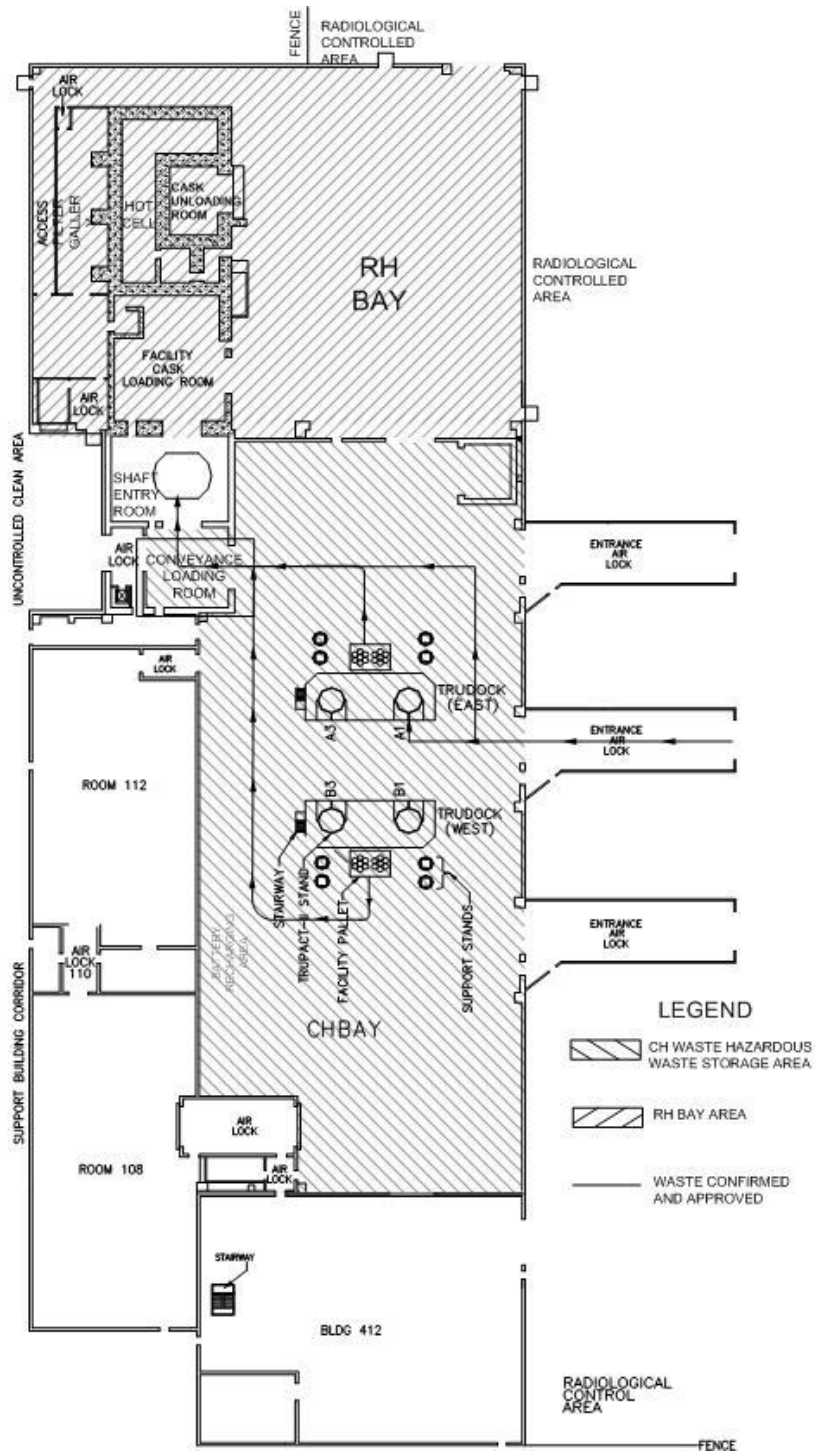 FENCE
RADIOLOGICAL
CONTROLLED
AREA
AIR
LOCK
CASK
UNLOADING
ROOM
HOT
CELL
ACCESS
FILTER
GALLERY
RH
BAY
RADIOLOGICAL
CONTROLLED
AREA
FACILITY
CASK
LOADING ROOM
AIR
LOCK
UNCONTROLLED CLEAN AREA
SHAFT
ENTRY
ROOM
AIR
LOCK
CONVEYANCE
LOADING
ROOM
ENTRANCE
AIR
LOCK
AIR
LOCK
TRUDOCK
(EAST)
A3
A1
ENTRANCE
AIR
LOCK
ROOM 112
B3
B1
TRUDOCK
(WEST)
STAIRWAY
TRUPACT-II STAND
FACILITY PALLET
SUPPORT STANDS
BATTERY
RECHARGING
AREA
ENTRANCE
AIR
LOCK
AIR
LOCK
110
SUPPORT BUILDING CORRIDOR
CHBAY
LEGEND
CH WASTE HAZARDOUS
WASTE STORAGE AREA
RH BAY AREA
WASTE CONFIRMED
AND APPROVED
AIR
LOCK
AIR
LOCK
ROOM 108
STAIRWAY
BLDG 412
RADIOLOGICAL
CONTROL
AREA
FENCE